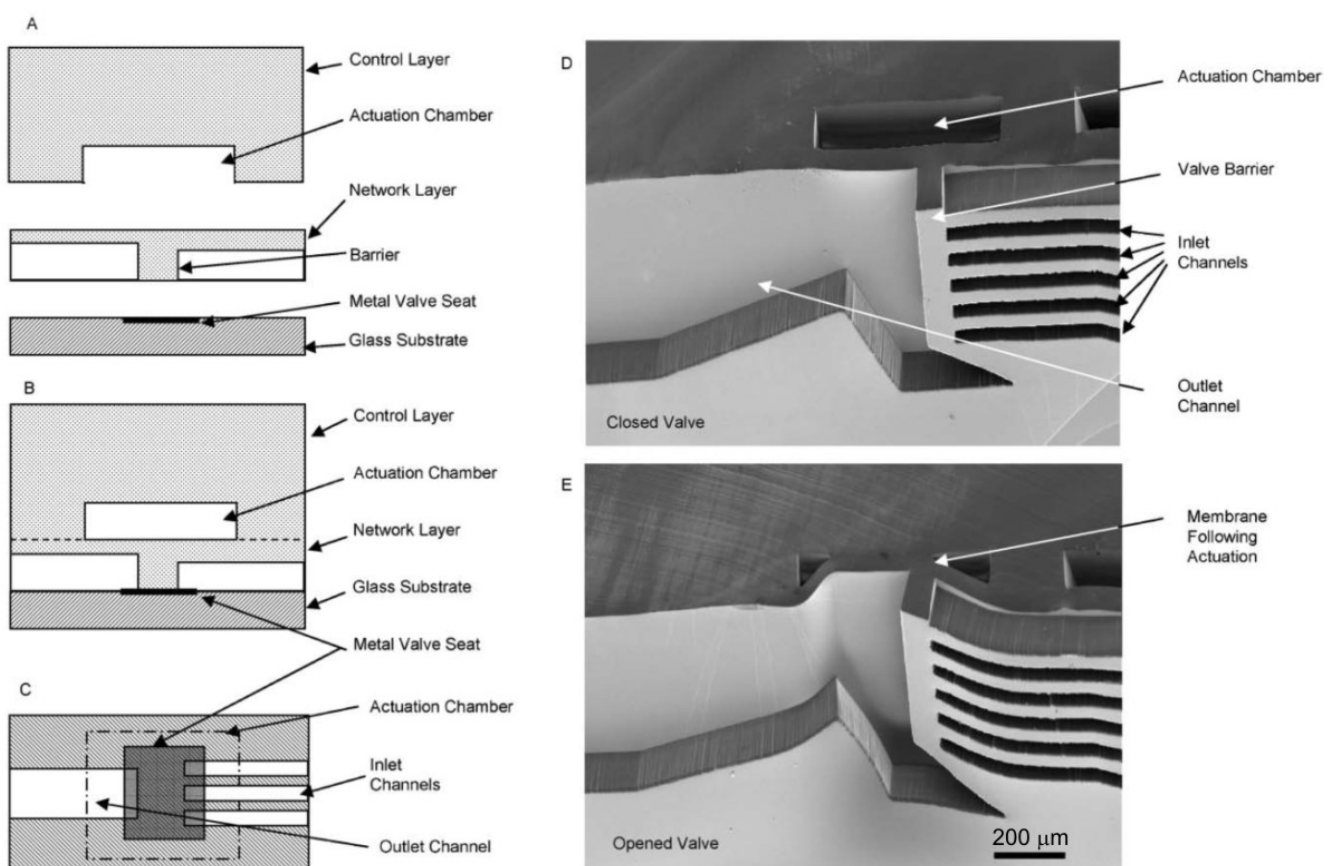 A
Control Layer
Actuation Chamber
Network Layer
Barrier
Metal Valve Seat
Glass Substrate
B
Control Layer
Actuation Chamber
Network Layer
Glass Substrate
Metal Valve Seat
C
Actuation Chamber
Inlet
Channels
Outlet Channel
D
Actuation Chamber
Valve Barrier
Inlet
Channels
Outlet
Channel
Closed Valve
E
Membrane
Following
Actuation
Opened Valve
200 μm